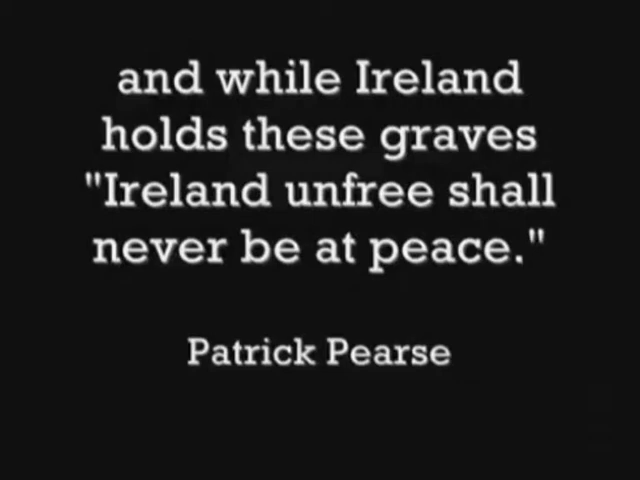 and while Ireland
holds these graves
"Ireland unfree shall
never be at peace."
Patrick Pearse